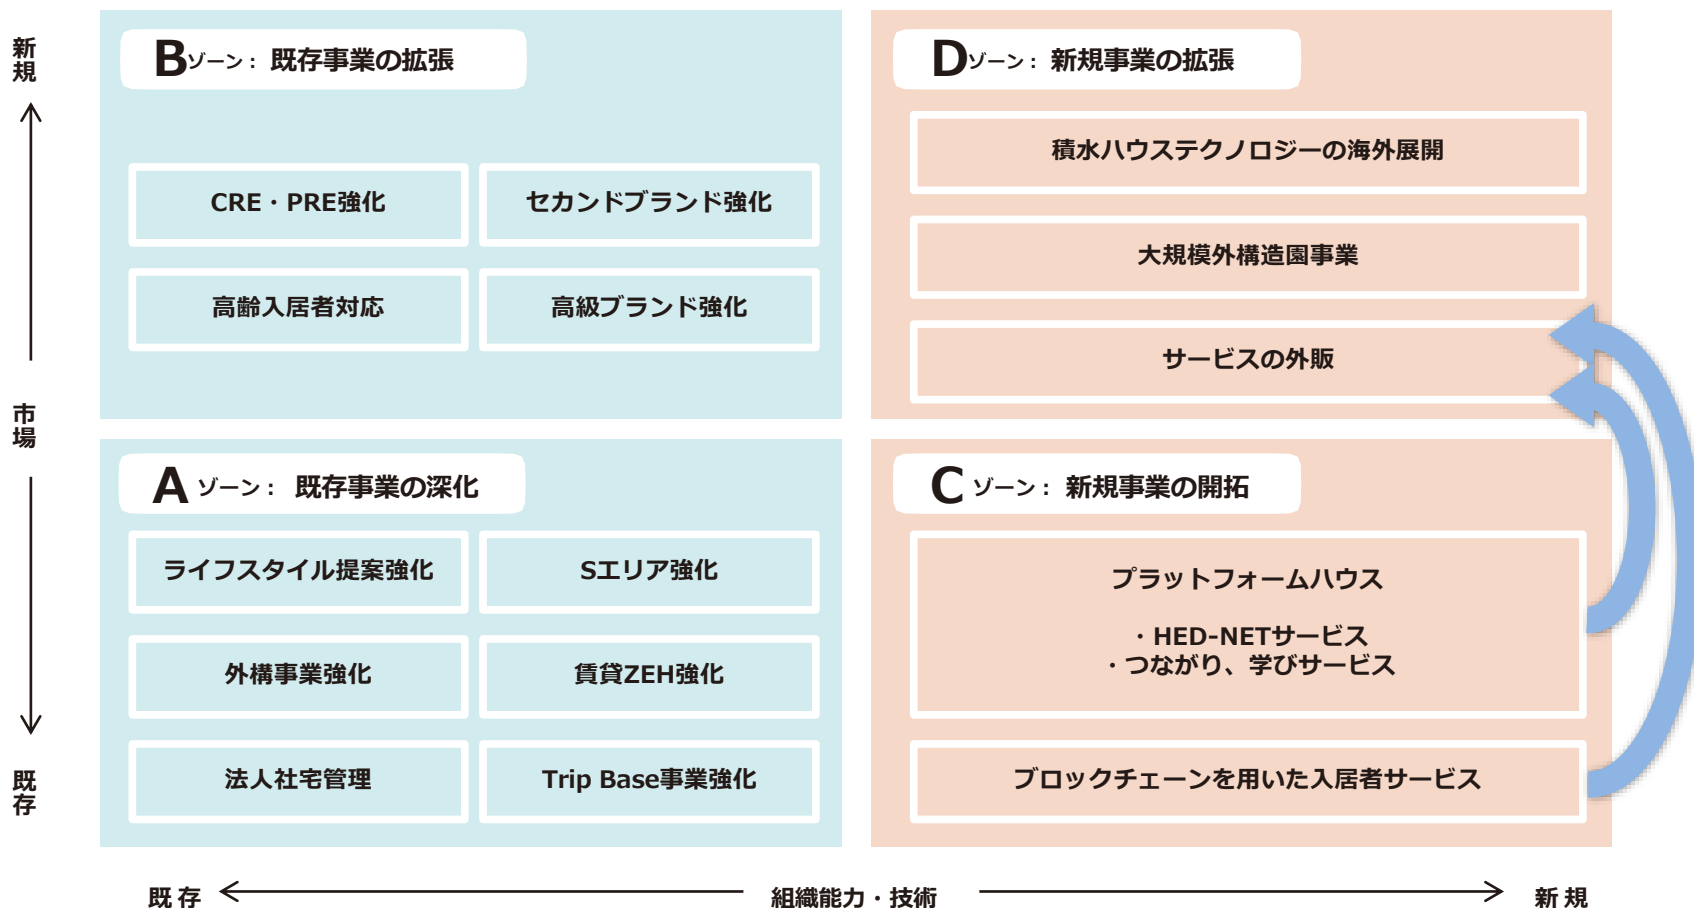 新規
市場
既存
Bゾーン： 既存事業の拡張
CRE・PRE強化
セカンドブランド強化
高齢入居者対応
高級ブランド強化
Dゾーン： 新規事業の拡張
積水ハウステクノロジーの海外展開
大規模外構造園事業
サービスの外販
Aゾーン： 既存事業の深化
ライフスタイル提案強化
Sエリア強化
外構事業強化
賃貸ZEH強化
法人社宅管理
Trip Base事業強化
Cゾーン： 新規事業の開拓
プラットフォームハウス
・HED-NETサービス
・つながり、学びサービス
ブロックチェーンを用いた入居者サービス
既存
組織能力・技術
新規